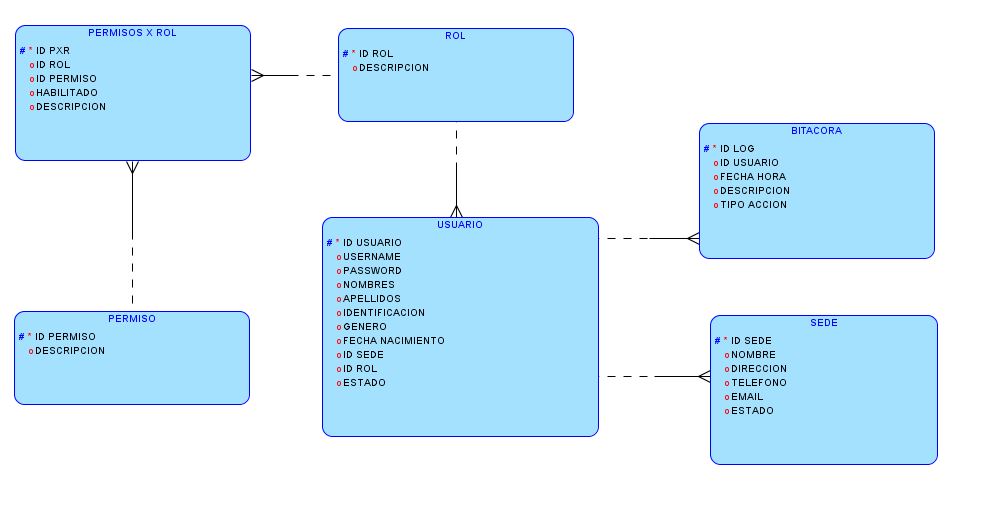 PERMISOS X ROL
# * ID PXR
o ID ROL
o ID PERMISO
o HABILITADO
o DESCRIPCION
ROL
# * ID ROL
o DESCRIPCION
BITACORA
# * ID LOG
o ID USUARIO
o FECHA HORA
o DESCRIPCION
o TIPO ACCION
USUARIO
# * ID USUARIO
o USERNAME
o PASSWORD
o NOMBRES
o APELLIDOS
o IDENTIFICACION
o GENERO
o FECHA NACIMIENTO
o ID SEDE
o ID ROL
o ESTADO
PERMISO
# * ID PERMISO
o DESCRIPCION
SEDE
# * ID SEDE
o NOMBRE
o DIRECCION
o TELEFONO
o EMAIL
o ESTADO